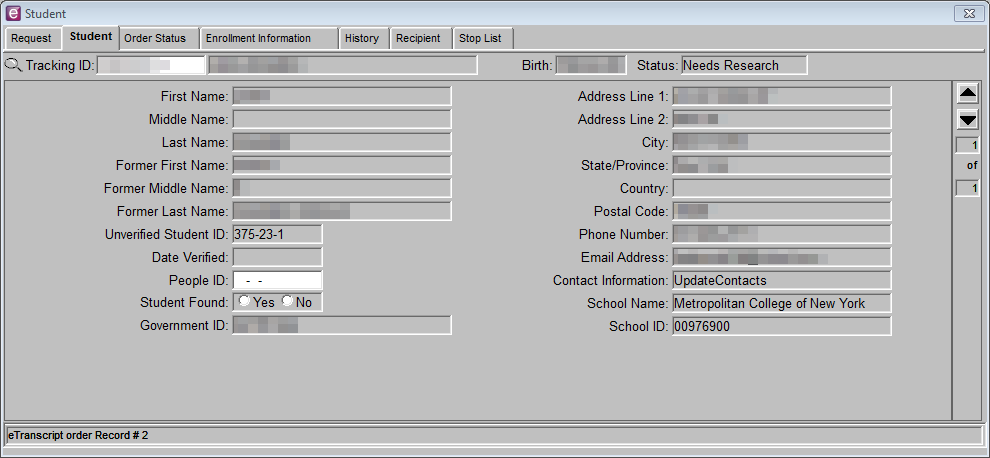 Student
Request Student Order Status Enrollment Information History Recipient Stop List
Tracking ID: Birth: Status: Needs Research
First Name: Address Line 1:
Middle Name: Address Line 2:
Last Name: City:
Former First Name: State/Province:
Former Middle Name: Country:
Former Last Name: Postal Code:
Unverified Student ID: 375-23-1 Phone Number:
Date Verified: Email Address:
People ID: - - Contact Information: UpdateContacts
Student Found: Yes No School Name: Metropolitan College of New York
Government ID: School ID: 00976900
1
of
1
eTranscript order Record # 2